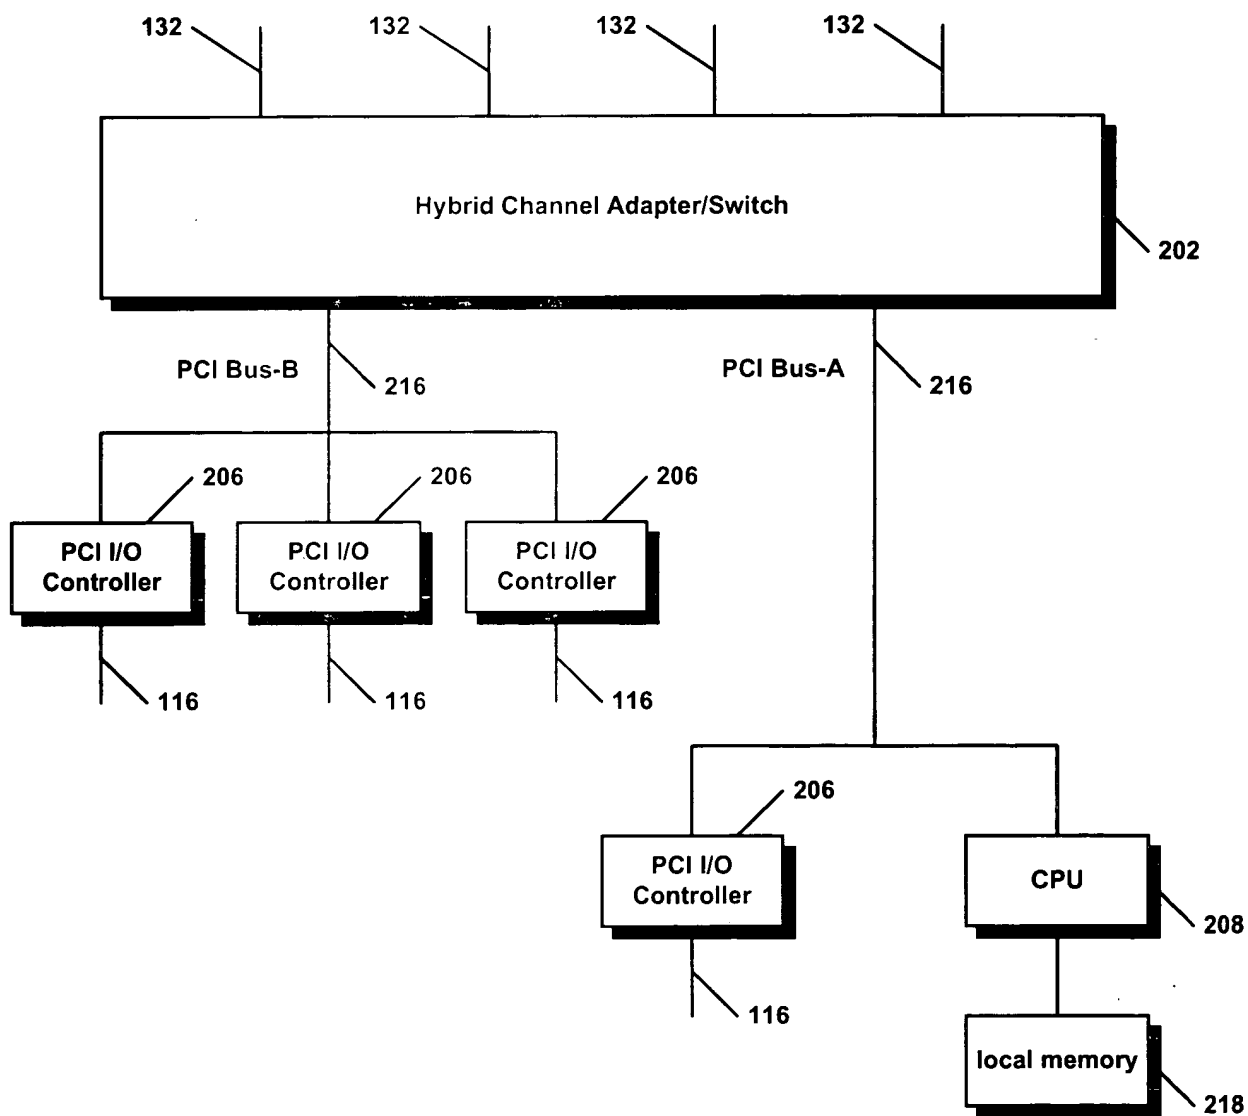 132 132 132 132
Hybrid Channel Adapter/Switch
202
PCI Bus-B
216
PCI Bus-A
216
206 206 206
PCI I/O
Controller
PCI I/O
Controller
PCI I/O
Controller
116 116 116
206
PCI I/O
Controller
CPU
208
116
local memory
218